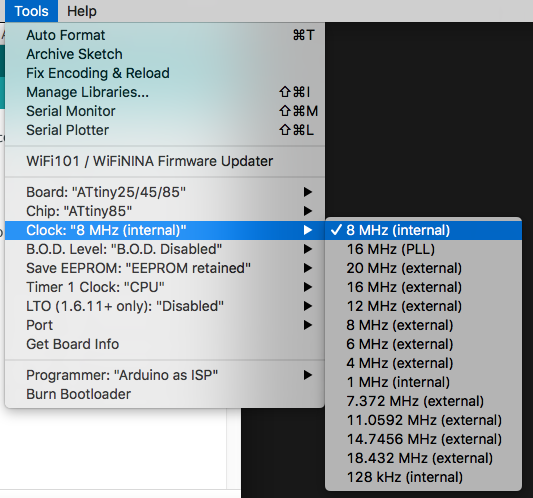 Tools Help
Auto Format ⌘T
Archive Sketch
Fix Encoding & Reload
Manage Libraries... ⇧⌘I
Serial Monitor ⇧⌘M
Serial Plotter ⇧⌘L
WiFi101 / WiFiNINA Firmware Updater
Board: "ATtiny25/45/85"
Chip: "ATtiny85"
Clock: "8 MHz (internal)"
B.O.D. Level: "B.O.D. Disabled"
Save EEPROM: "EEPROM retained"
Timer 1 Clock: "CPU"
LTO (1.6.11+ only): "Disabled"
Port
Get Board Info
Programmer: "Arduino as ISP"
Burn Bootloader
✓ 8 MHz (internal)
16 MHz (PLL)
20 MHz (external)
16 MHz (external)
12 MHz (external)
8 MHz (external)
6 MHz (external)
4 MHz (external)
1 MHz (internal)
7.372 MHz (external)
11.0592 MHz (external)
14.7456 MHz (external)
18.432 MHz (external)
128 kHz (internal)